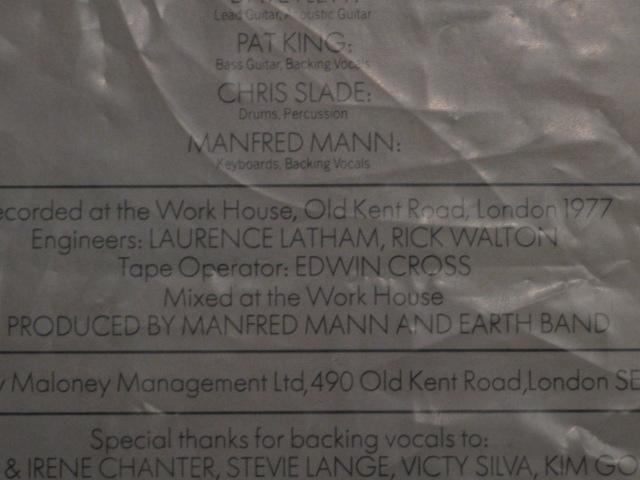 Lead Guitar, Acoustic Guitar
PAT KING:
Bass Guitar, Backing Vocals
CHRIS SLADE:
Drums, Percussion
MANFRED MANN:
Keyboards, Backing Vocals
ecorded at the Work House, Old Kent Road, London 1977
Engineers: LAURENCE LATHAM, RICK WALTON
Tape Operator: EDWIN CROSS
Mixed at the Work House
PRODUCED BY MANFRED MANN AND EARTH BAND
y Maloney Management Ltd, 490 Old Kent Road, London SE
Special thanks for backing vocals to:
& IRENE CHANTER, STEVIE LANGE, VICTY SILVA, KIM GO